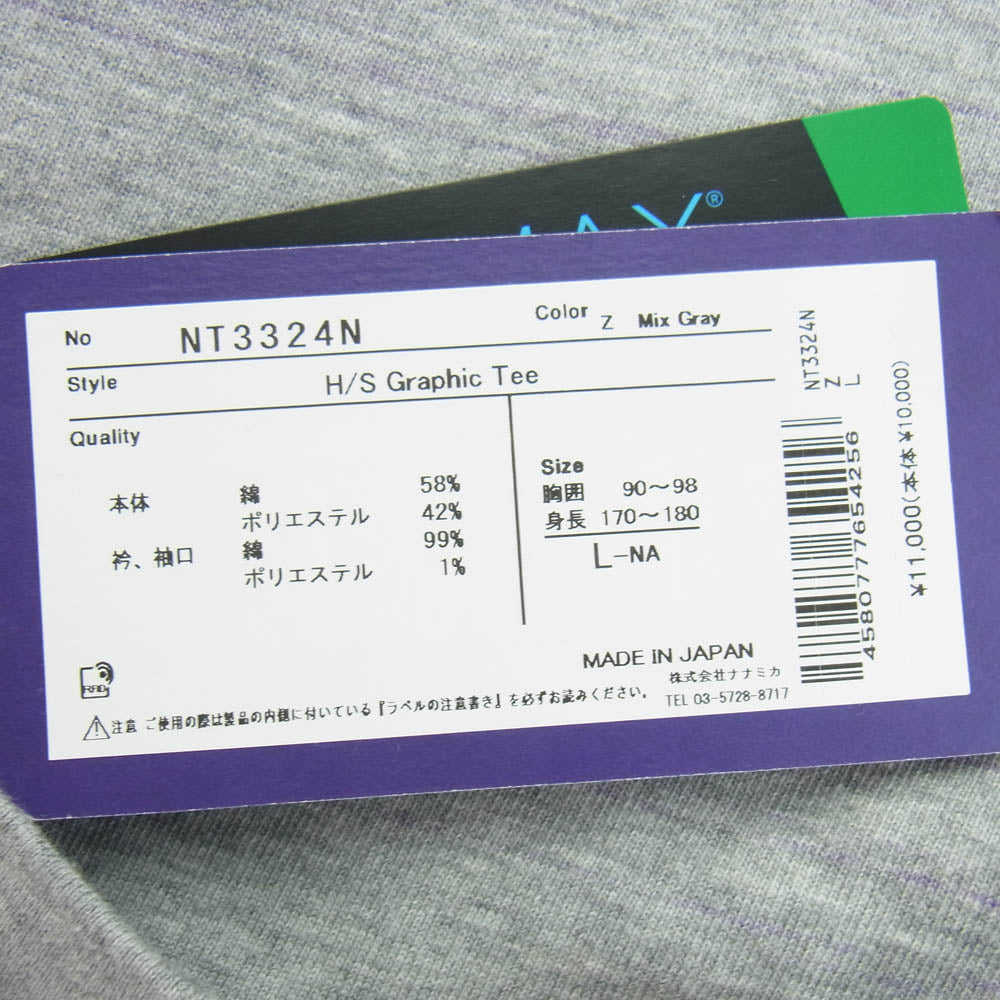 MAX®
No NT3324N Color Z Mix Gray
Style H/S Graphic Tee
Quality
本体 綿 58%
ポリエステル 42%
衿、袖口 綿 99%
ポリエステル 1%
Size
胸囲 90～98
身長 170～180
L-NA
MADE IN JAPAN
株式会社ナナミカ
TEL 03-5728-8717
注意 ご使用の際は製品の内側に付いている『ラベルの注意書き』を必ずお読みください。
NT3324N
Z
L
4580777654256
¥11,000(本体¥10,000)